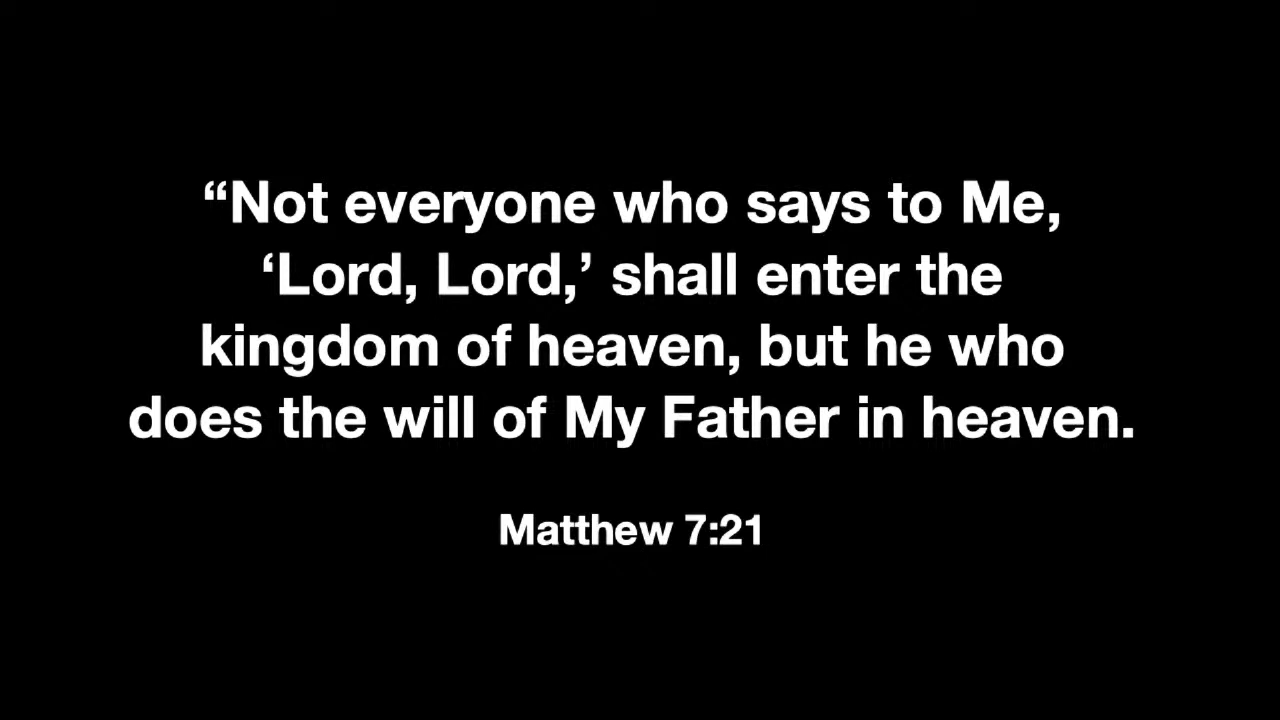 “Not everyone who says to Me,
‘Lord, Lord,’ shall enter the
kingdom of heaven, but he who
does the will of My Father in heaven.
Matthew 7:21